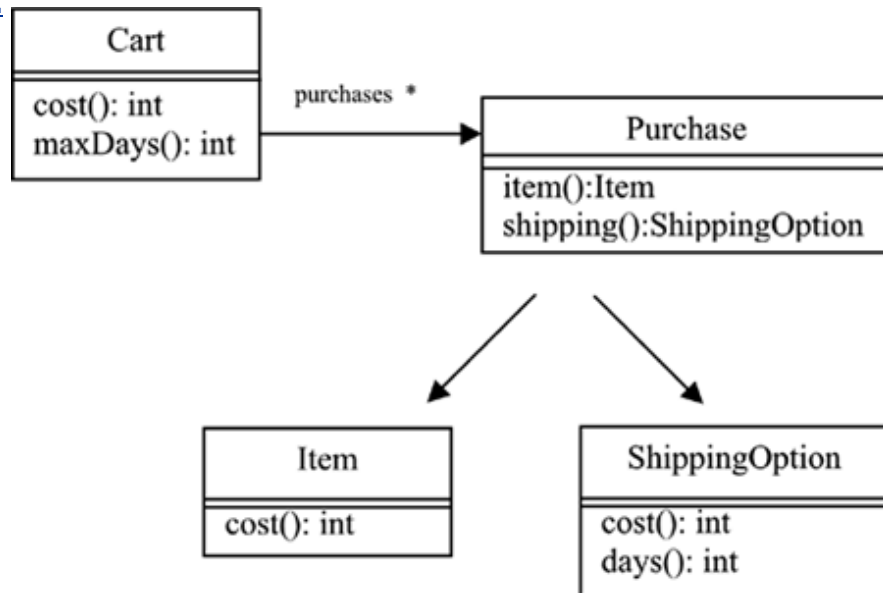 Cart
cost(): int
maxDays(): int
purchases *
Purchase
item():Item
shipping():ShippingOption
Item
cost(): int
ShippingOption
cost(): int
days(): int